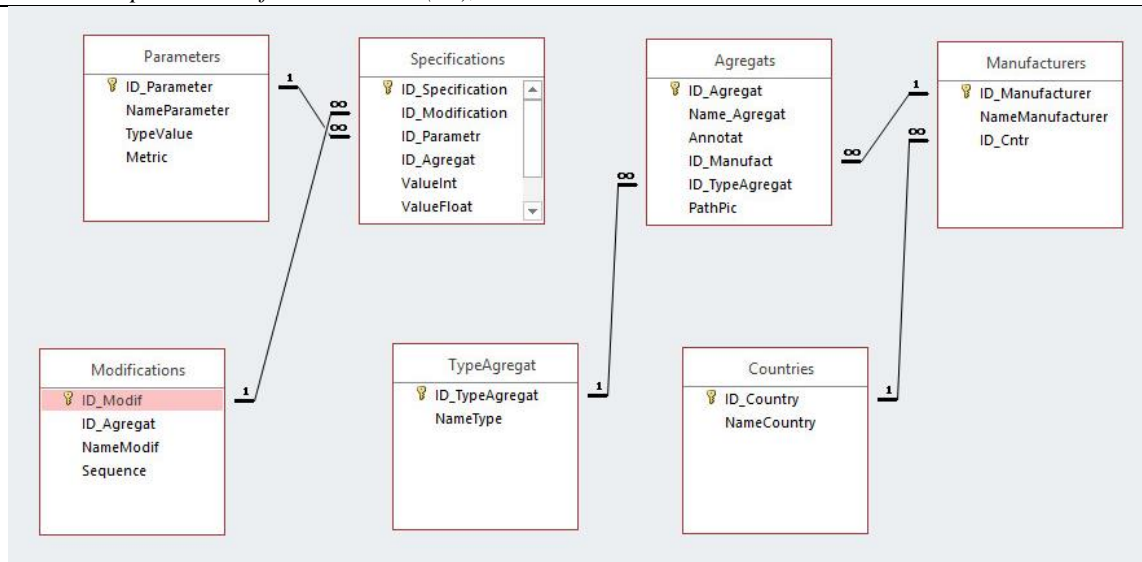 Parameters
ID_Parameter
NameParameter
TypeValue
Metric
1
∞
∞
Specifications
ID_Specification
ID_Modification
ID_Parametr
ID_Agregat
ValueInt
ValueFloat
Agregats
ID_Agregat
Name_Agregat
Annotat
ID_Manufact
ID_TypeAgregat
PathPic
∞
∞
1
∞
Manufacturers
ID_Manufacturer
NameManufacturer
ID_Cntr
Modifications
ID_Modif
ID_Agregat
NameModif
Sequence
1
TypeAgregat
ID_TypeAgregat
NameType
1
Countries
ID_Country
NameCountry
1